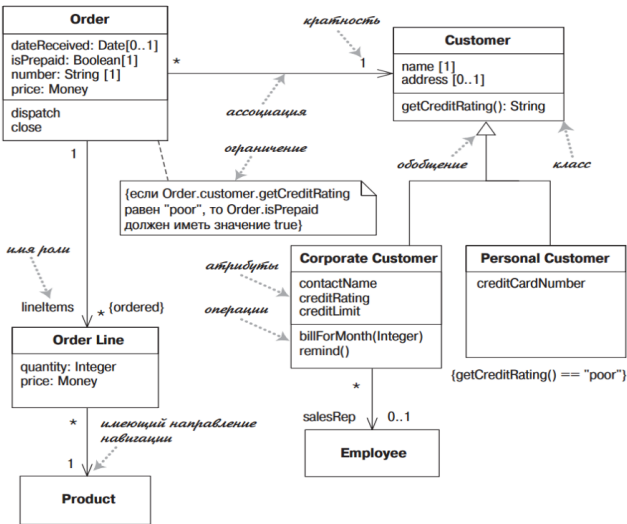 Order
dateReceived: Date[0..1]
isPrepaid: Boolean[1]
number: String [1]
price: Money
dispatch
close
*
1
кратность
ассоциация
Customer
name [1]
address [0..1]
getCreditRating(): String
ограничение
обобщение
класс
1
{если Order.customer.getCreditRating
равен "poor", то Order.isPrepaid
должен иметь значение true}
имя роли
lineItems
* {ordered}
атрибуты
операции
Corporate Customer
contactName
creditRating
creditLimit
billForMonth(Integer)
remind()
Personal Customer
creditCardNumber
{getCreditRating() == "poor"}
Order Line
quantity: Integer
price: Money
*
имеющий направление
навигации
1
Product
*
salesRep
0..1
Employee